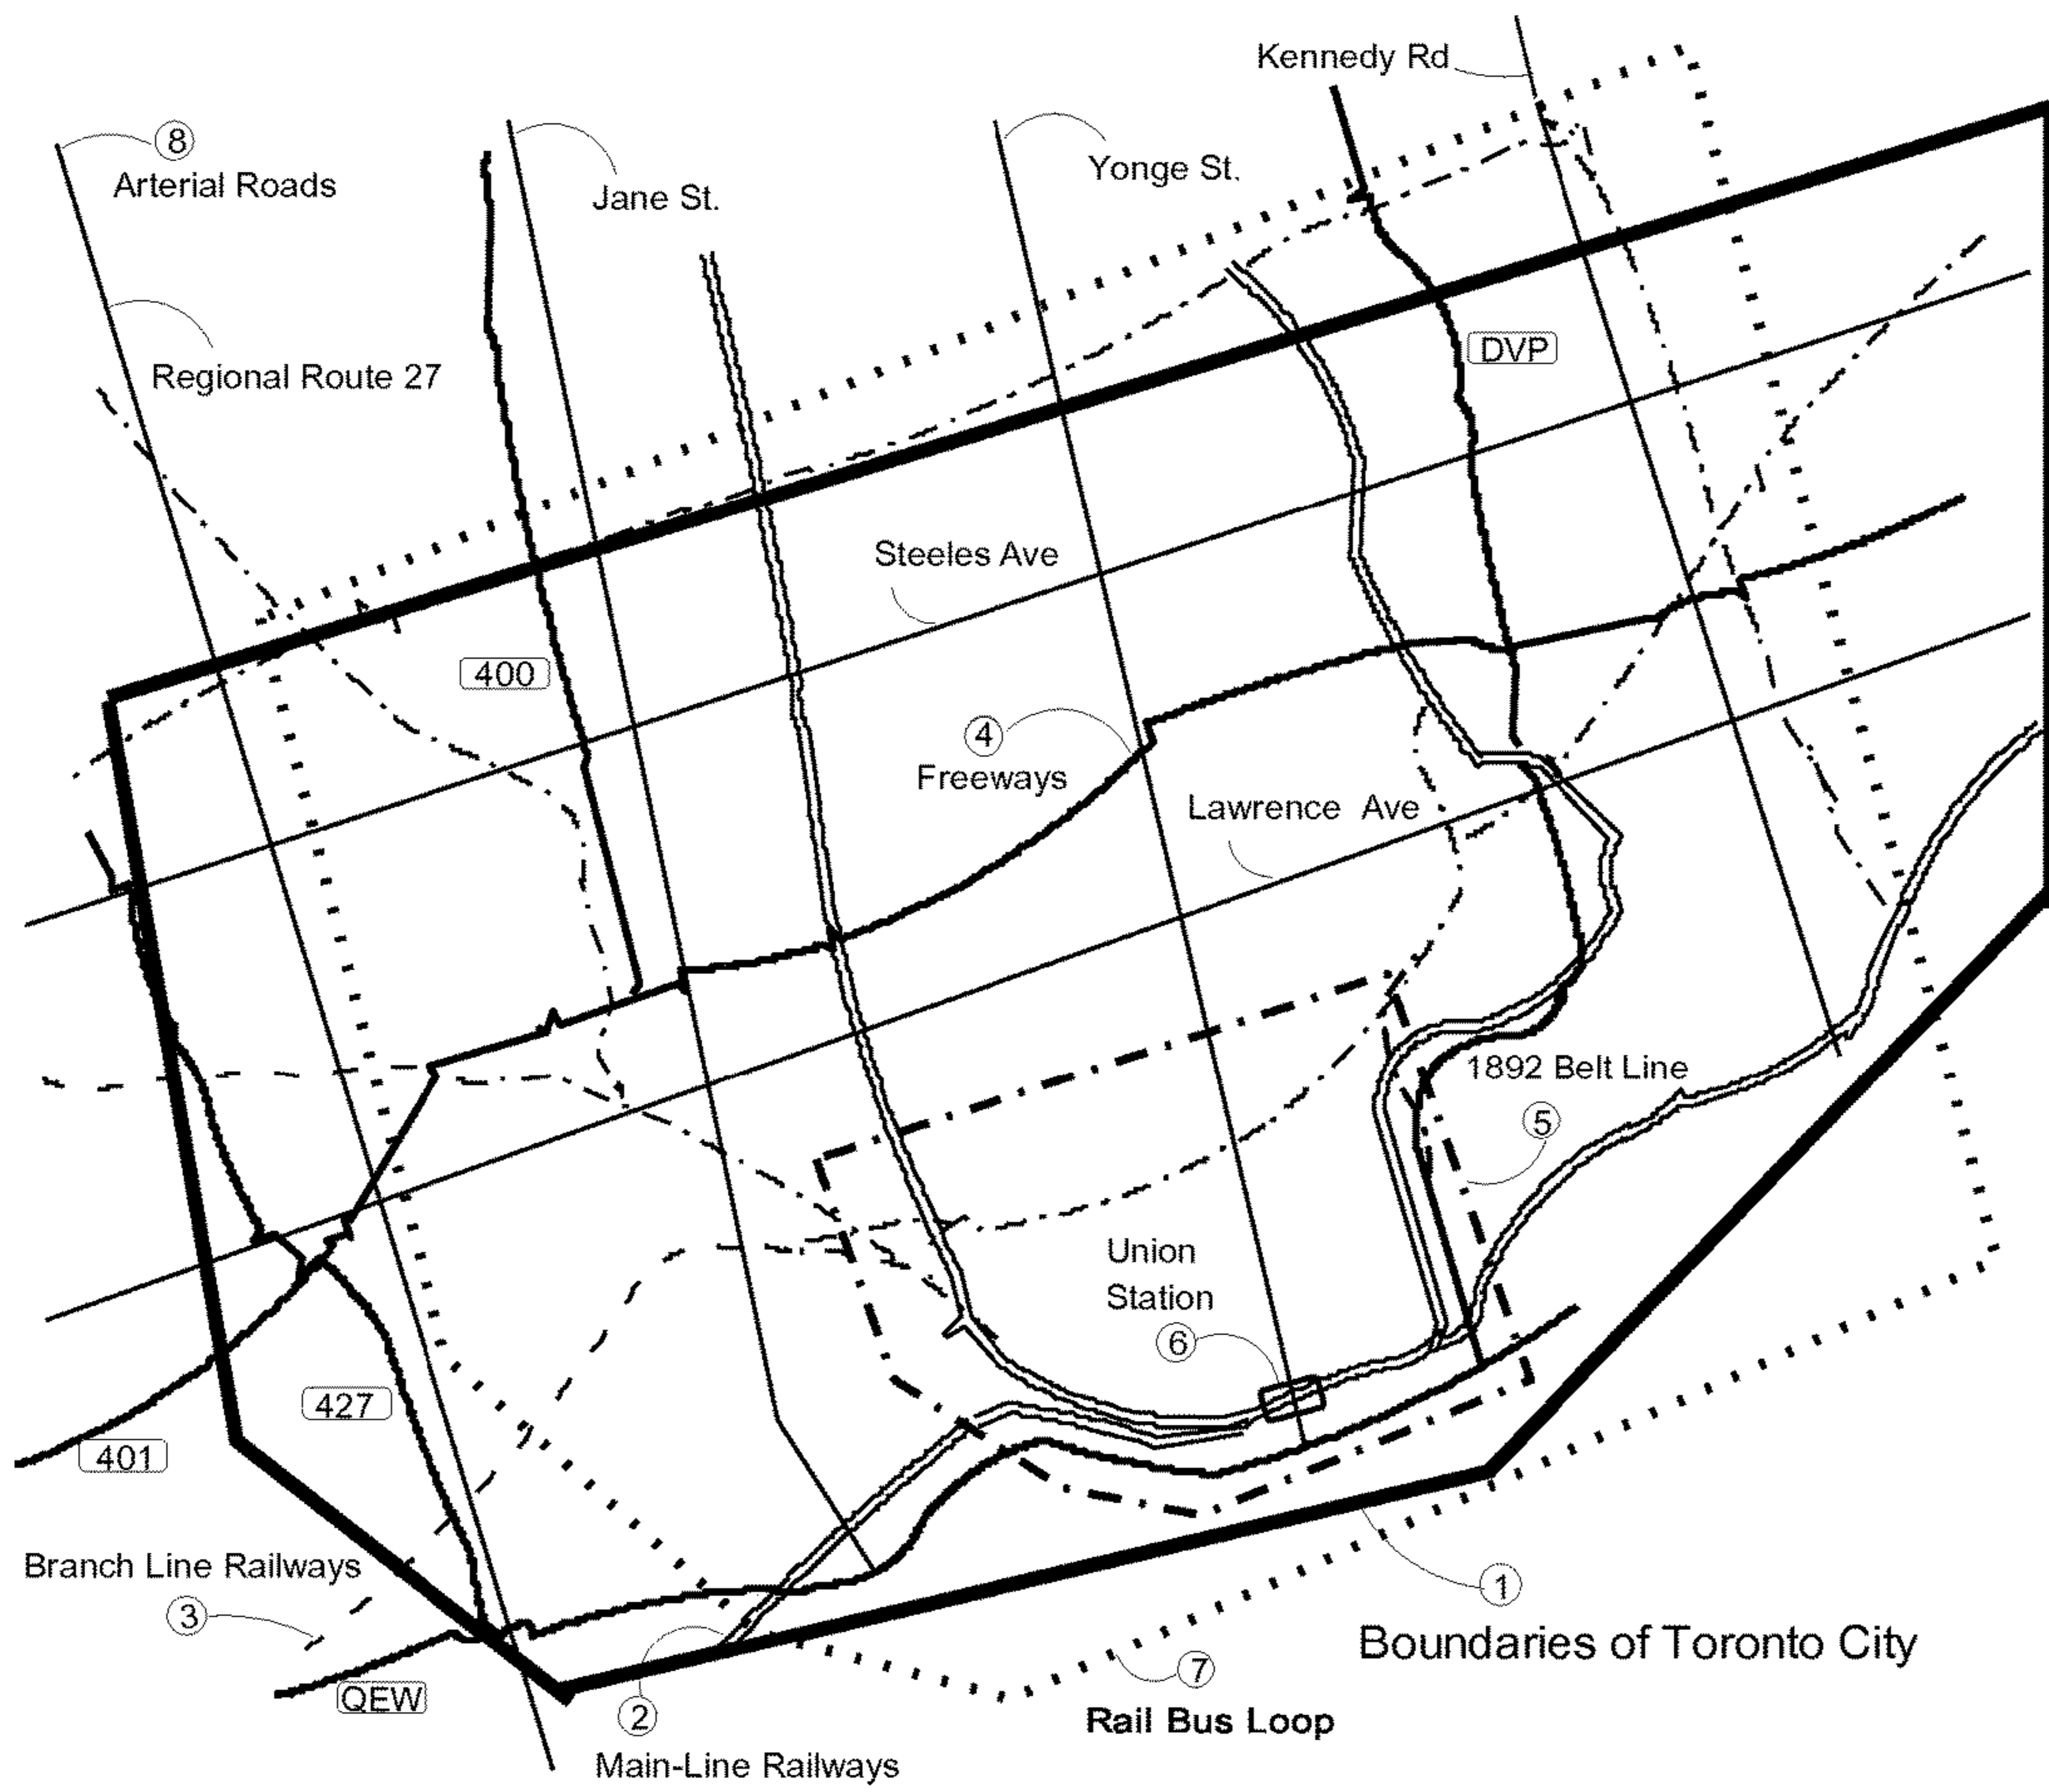 Kennedy Rd
8
Arterial Roads
Jane St.
Yonge St.
Regional Route 27
DVP
Steeles Ave
400
4
Freeways
Lawrence Ave
1892 Belt Line
5
Union
Station
6
427
401
Branch Line Railways
3
1
Boundaries of Toronto City
7
Rail Bus Loop
QEW
2
Main-Line Railways